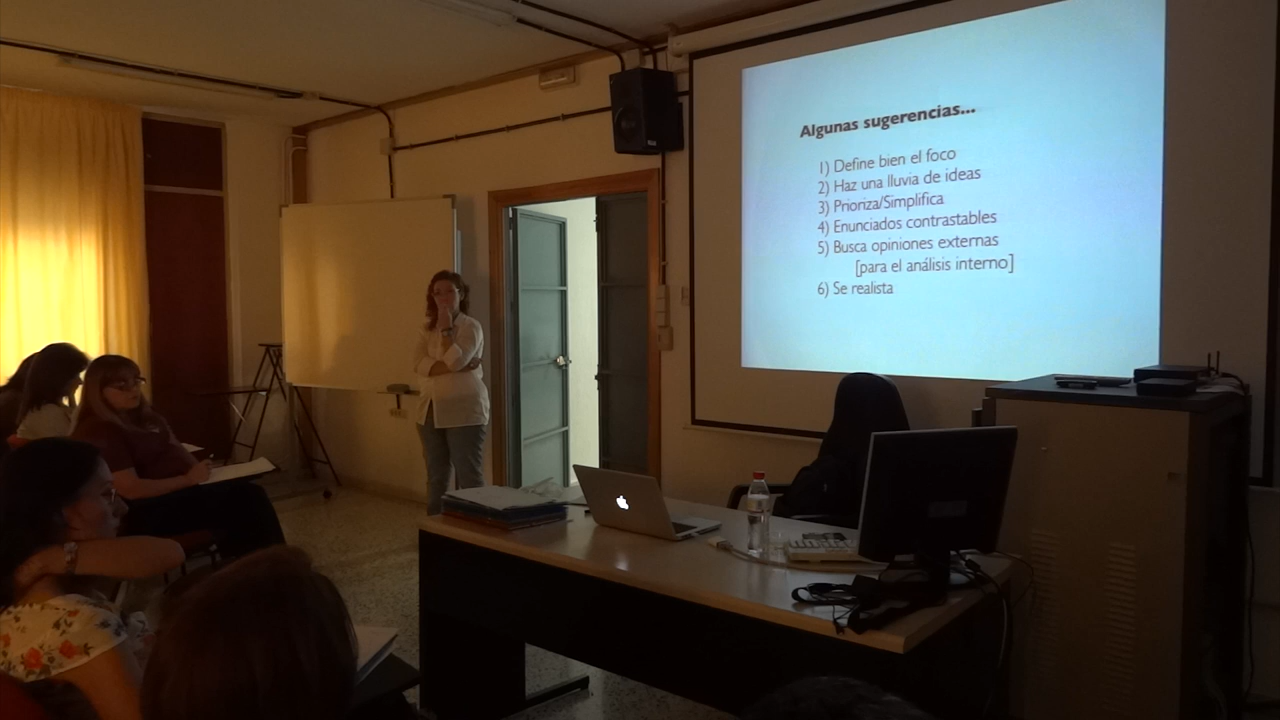 Algunas sugerencias...
1) Define bien el foco
2) Haz una lluvia de ideas
3) Prioriza/Simplifica
4) Enunciados contrastables
5) Busca opiniones externas
[para el análisis interno]
6) Se realista